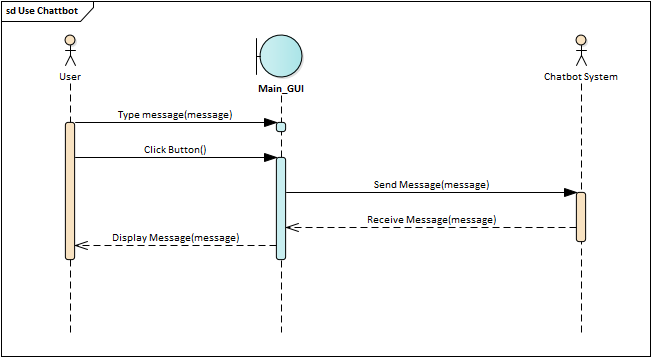 sd Use Chattbot
User
Main_GUI
Chatbot System
Type message(message)
Click Button()
Send Message(message)
Receive Message(message)
Display Message(message)